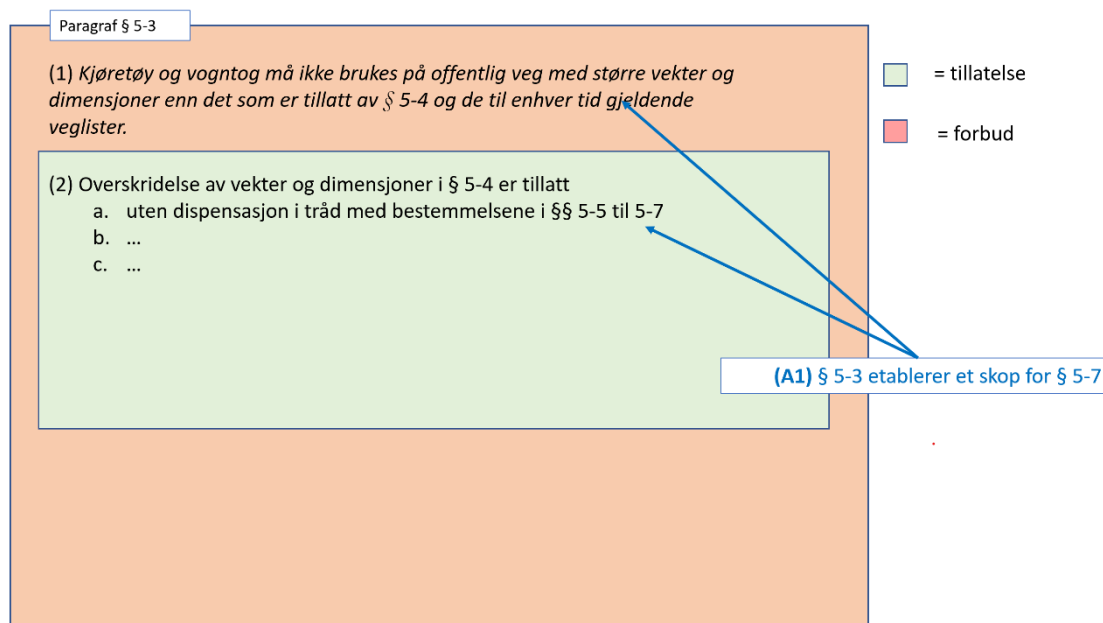 Paragraf § 5-3
(1) Kjøretøy og vogntog må ikke brukes på offentlig veg med større vekter og
dimensjoner enn det som er tillatt av § 5-4 og de til enhver tid gjeldende
veglister.
= tillatelse
= forbud
(2) Overskridelse av vekter og dimensjoner i § 5-4 er tillatt
a. uten dispensasjon i tråd med bestemmelsene i §§ 5-5 til 5-7
b. ...
c. ...
(A1) § 5-3 etablerer et skop for § 5-7